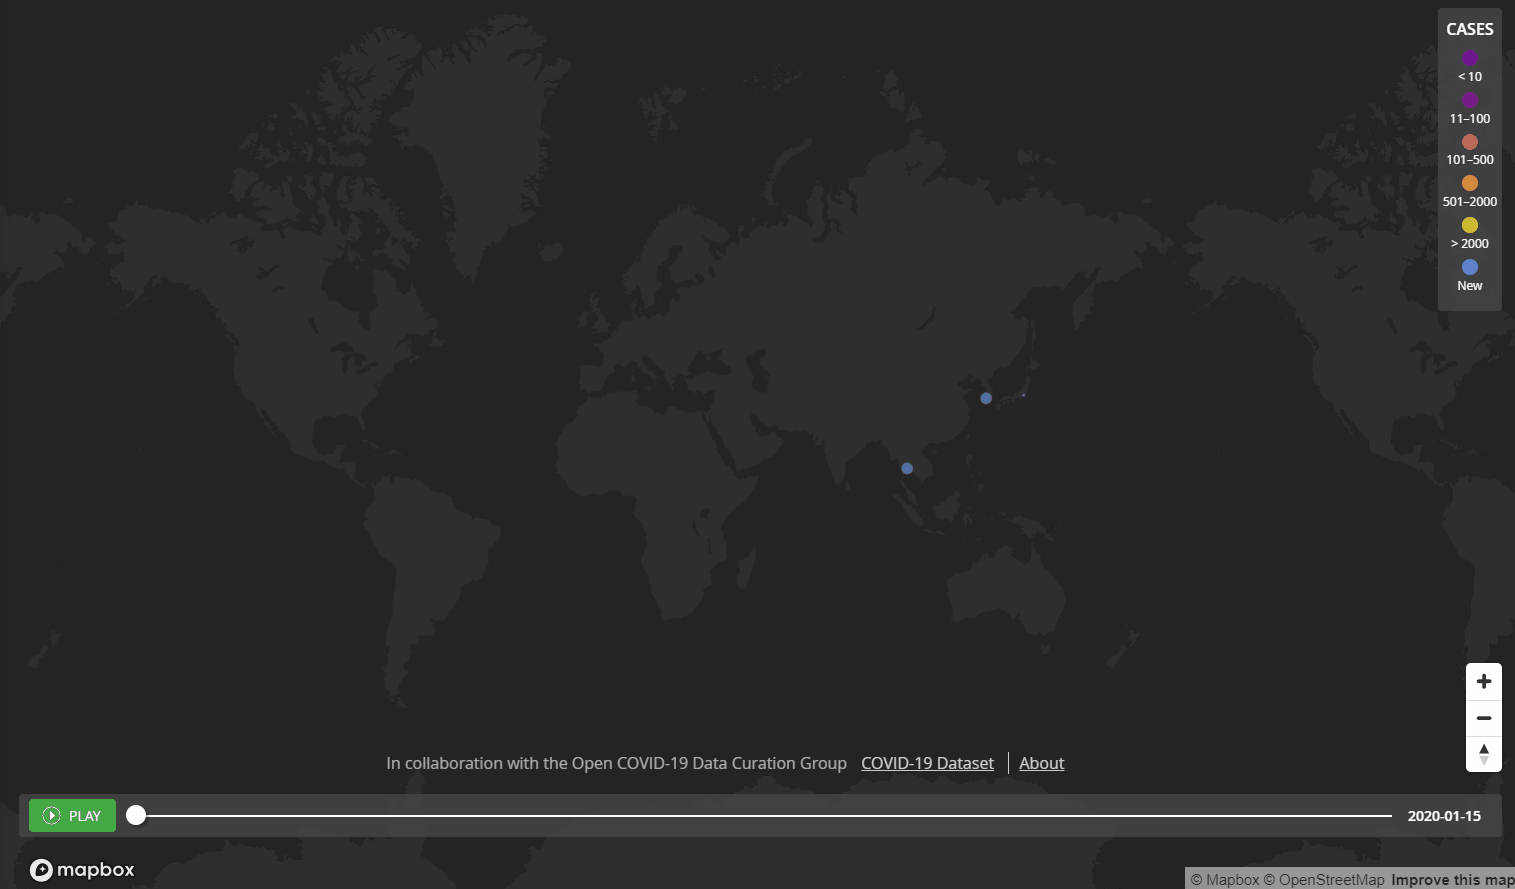 CASES
< 10
11–100
101–500
501–2000
> 2000
New
In collaboration with the Open COVID-19 Data Curation Group COVID-19 Dataset About
PLAY 2020-01-15
mapbox
© Mapbox © OpenStreetMap Improve this map